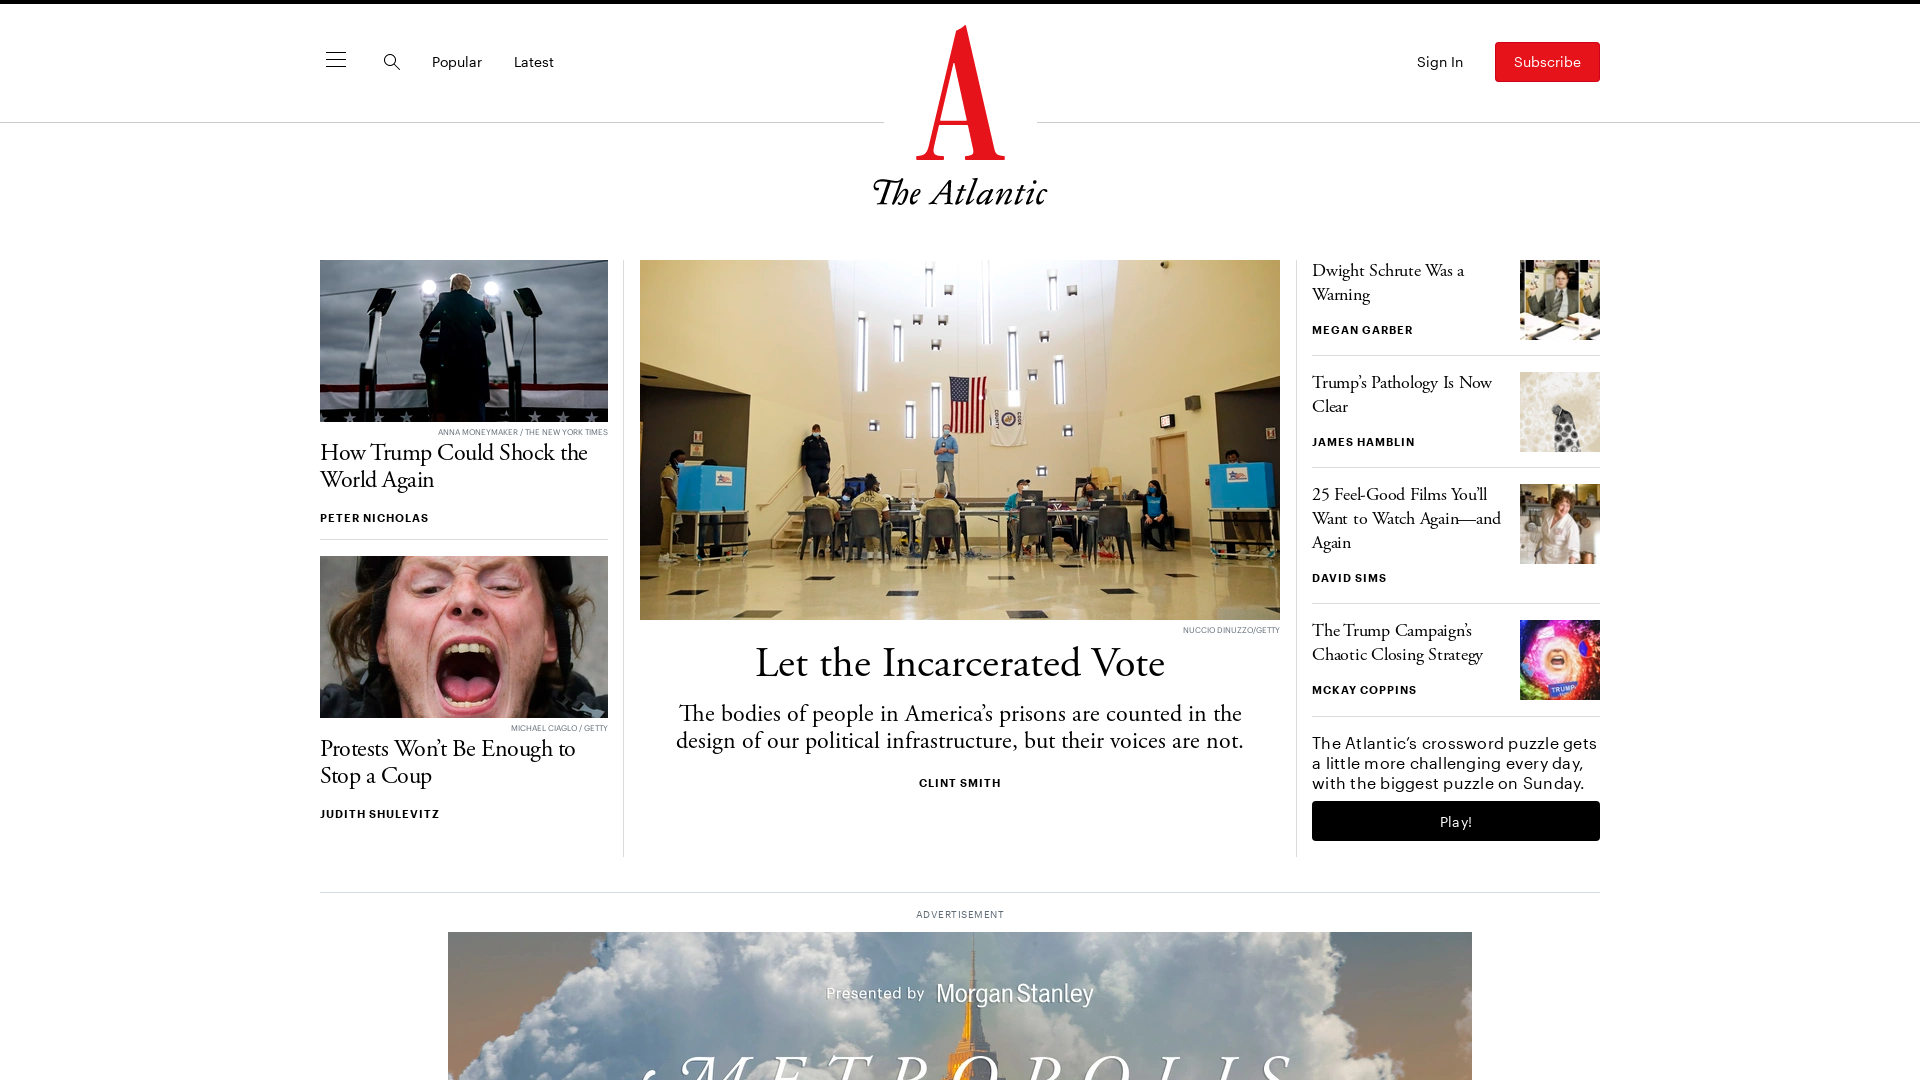 Popular
Latest
Sign In
Subscribe
A
The Atlantic
ANNA MONEYMAKER / THE NEW YORK TIMES
How Trump Could Shock the
World Again
PETER NICHOLAS
MICHAEL CIAGLO / GETTY
Protests Won’t Be Enough to
Stop a Coup
JUDITH SHULEVITZ
NUCCIO DINUZZO/GETTY
Let the Incarcerated Vote
The bodies of people in America’s prisons are counted in the
design of our political infrastructure, but their voices are not.
CLINT SMITH
Dwight Schrute Was a
Warning
MEGAN GARBER
Trump’s Pathology Is Now
Clear
JAMES HAMBLIN
25 Feel-Good Films You’ll
Want to Watch Again—and
Again
DAVID SIMS
The Trump Campaign’s
Chaotic Closing Strategy
MCKAY COPPINS
TRUMP
The Atlantic’s crossword puzzle gets
a little more challenging every day,
with the biggest puzzle on Sunday.
Play!
ADVERTISEMENT
Presented by Morgan Stanley
METROPOLIS